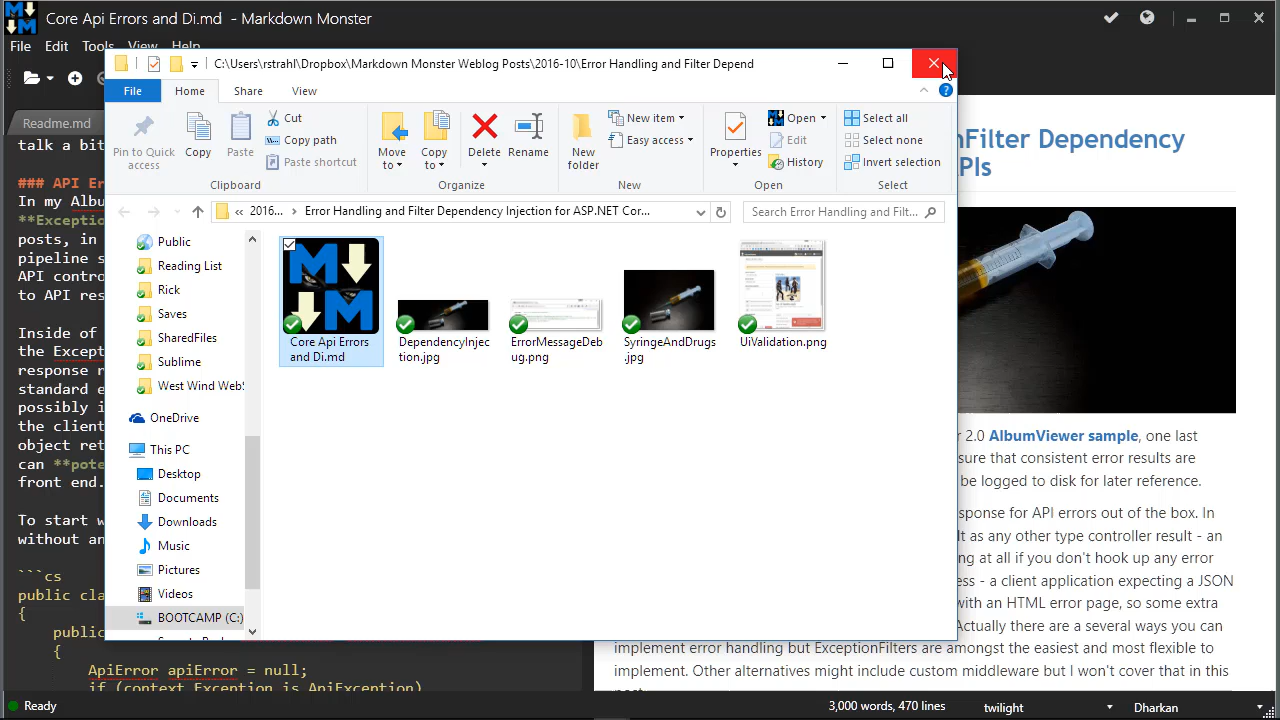 Core Api Errors and Di.md - Markdown Monster
File Edit Tools View Help
C:\Users\rstrahl\Dropbox\Markdown Monster Weblog Posts\2016-10\Error Handling and Filter Depend
File Home Share View
Pin to Quick access
Copy
Paste
Cut
Copy path
Paste shortcut
Clipboard
Move to
Copy to
Delete
Rename
Organize
New folder
New item
Easy access
New
Properties
Open
Edit
History
Open
Select all
Select none
Invert selection
Select
« 2016... › Error Handling and Filter Dependency Injection for ASP.NET Cor...
Search Error Handling and Filt...
Public
Reading List
Rick
Saves
SharedFiles
Sublime
West Wind WebS
OneDrive
This PC
Desktop
Documents
Downloads
Music
Pictures
Videos
BOOTCAMP (C:)
Core Api Errors and Di.md
DependencyInjection.jpg
ErrorMessageDebug.png
SyringeAndDrugs.jpg
UiValidation.png
Readme.md
talk a bit
### API Er
In my Albu
**Exception
posts, in
pipeline s
API contr
to API res
Inside of
the Except
response r
standard e
possibly i
the client
object ret
can **pote
front end.
To start w
without an
```cs
public cla
{
public
{
ApiError apiError = null;
if (context.Exception is ApiException)
nFilter Dependency
PIs
r 2.0 AlbumViewer sample, one last
sure that consistent error results are
be logged to disk for later reference.
sponse for API errors out of the box. In
lt as any other type controller result - an
ng at all if you don't hook up any error
ess - a client application expecting a JSON
with an HTML error page, so some extra
Actually there are a several ways you can
implement error handling but ExceptionFilters are amongst the easiest and most flexible to
implement. Other alternatives might include custom middleware but I won't cover that in this
Ready
3,000 words, 470 lines
twilight
Dharkan